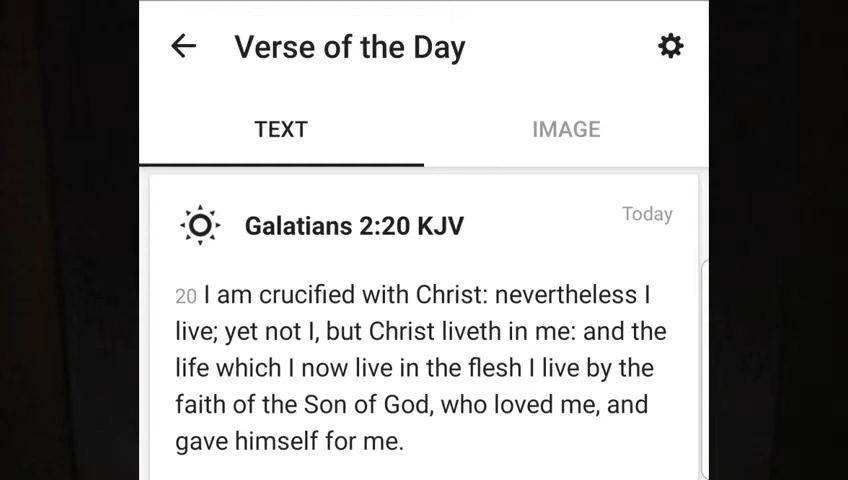 Verse of the Day
TEXT
IMAGE
Galatians 2:20 KJV
Today
20 I am crucified with Christ: nevertheless I
live; yet not I, but Christ liveth in me: and the
life which I now live in the flesh I live by the
faith of the Son of God, who loved me, and
gave himself for me.